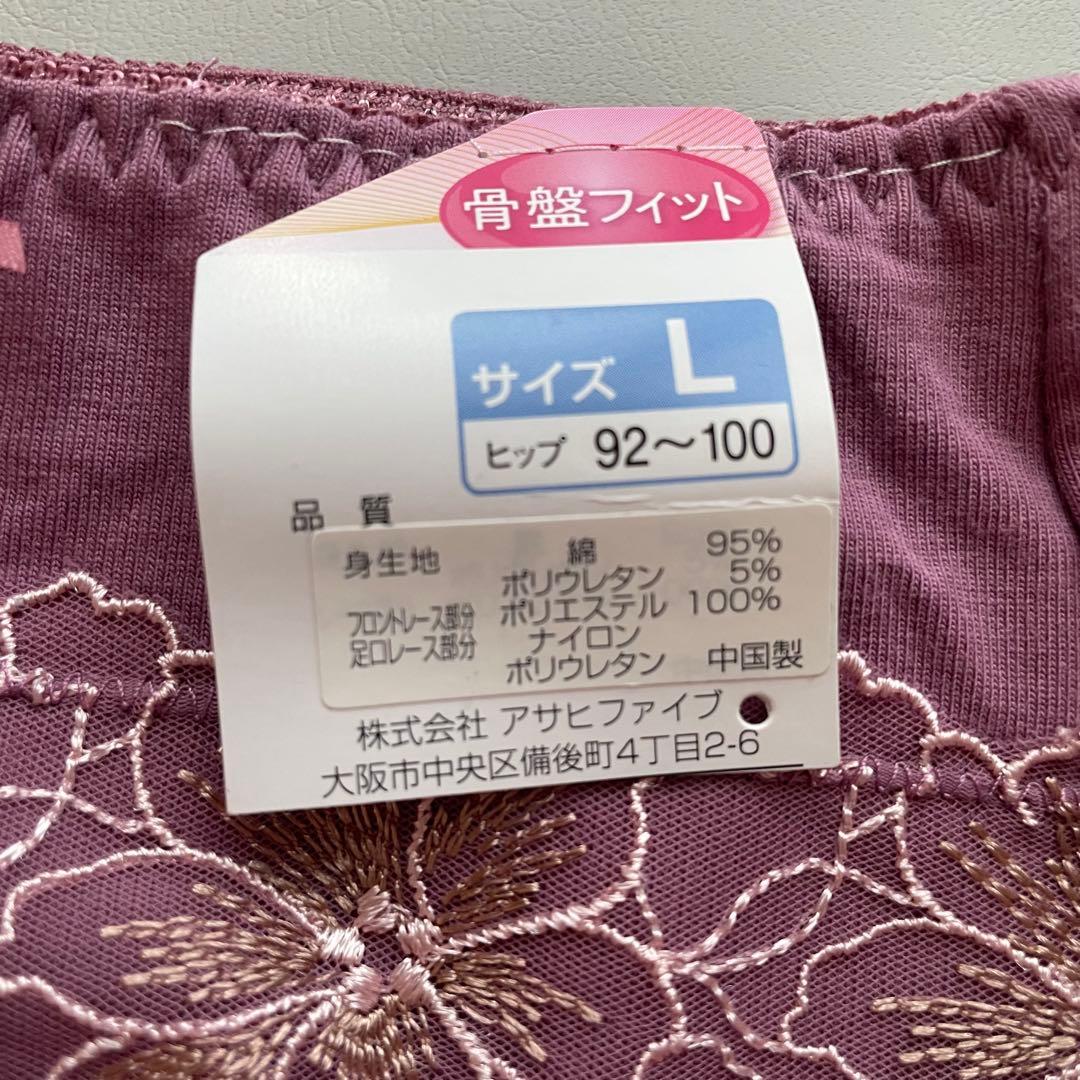 骨盤フィット
サイズ L
ヒップ 92～100
品質
身生地 綿 95%
ポリウレタン 5%
フロントレース部分 ポリエステル 100%
足口レース部分 ナイロン
ポリウレタン 中国製
株式会社 アサヒファイブ
大阪市中央区備後町4丁目2-6